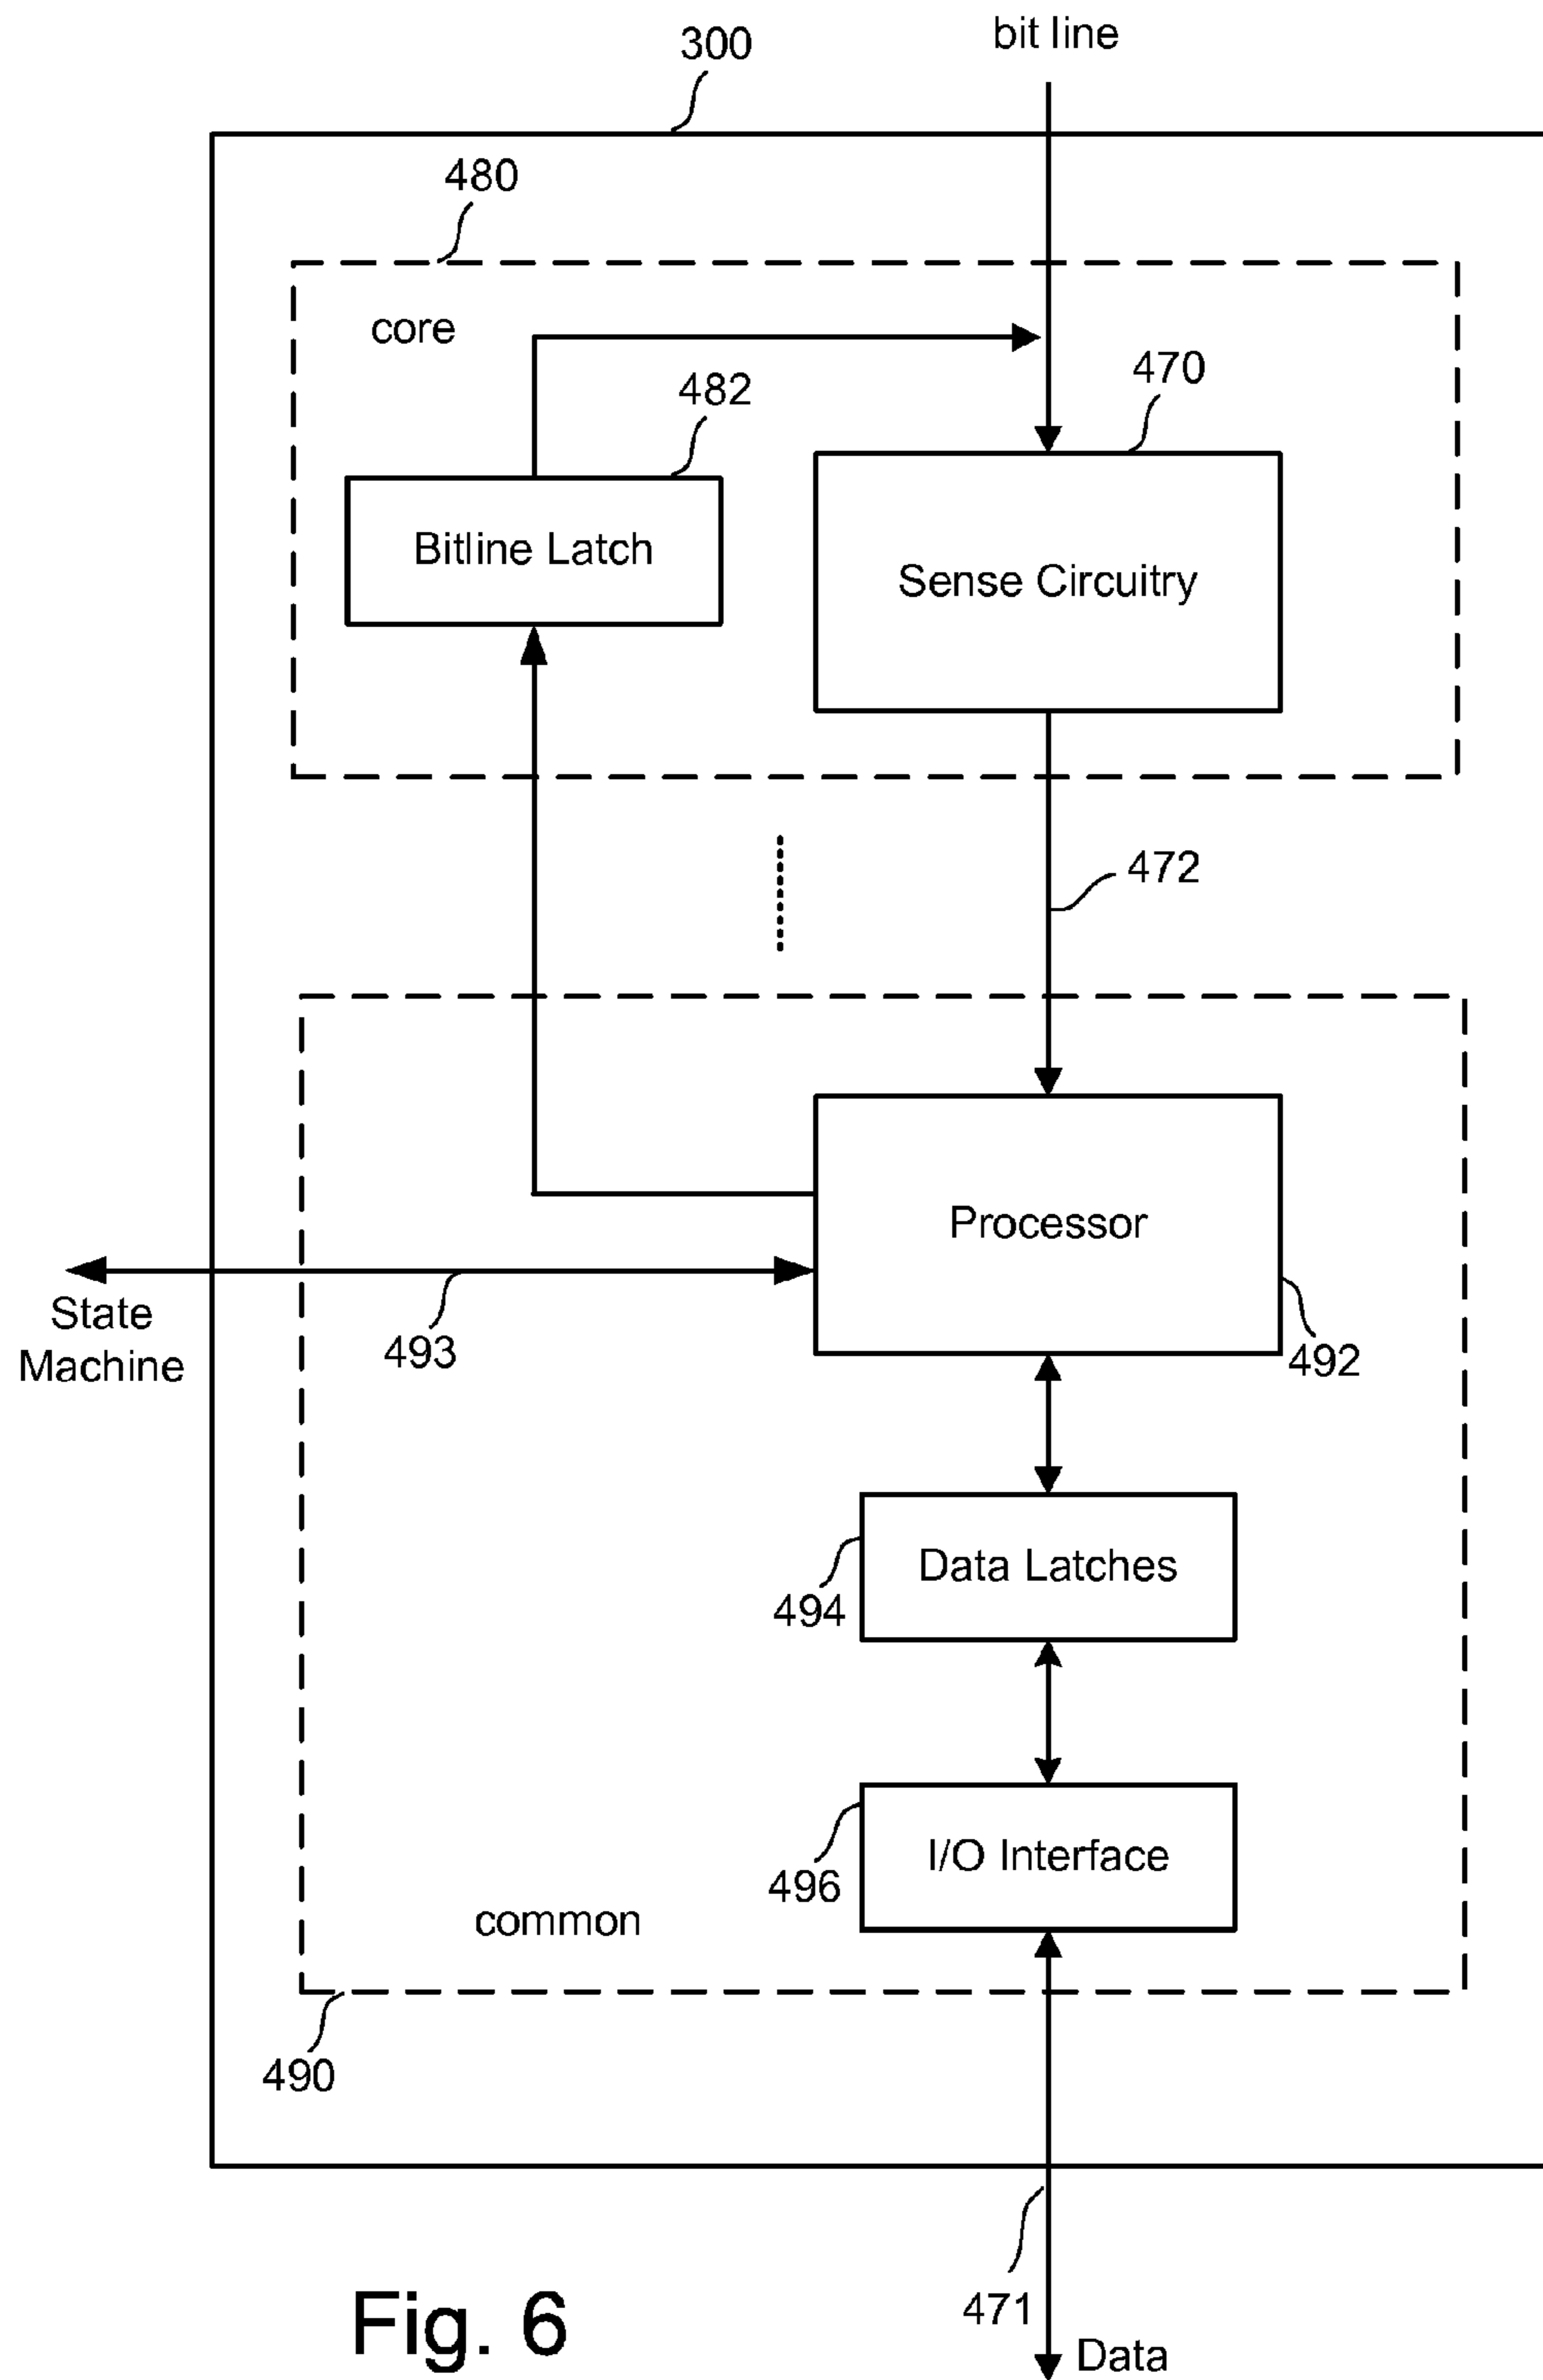 bit line
300
480
core
470
482
Bitline Latch
Sense Circuitry
472
Processor
State
Machine
493
492
Data Latches
494
I/O Interface
496
common
490
471
Fig. 6
Data